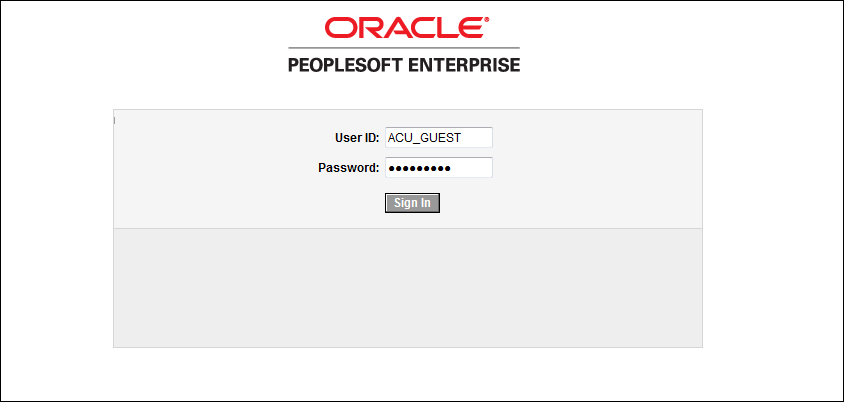 ORACLE®
PEOPLESOFT ENTERPRISE
User ID: ACU_GUEST
Password: •••••••••
Sign In